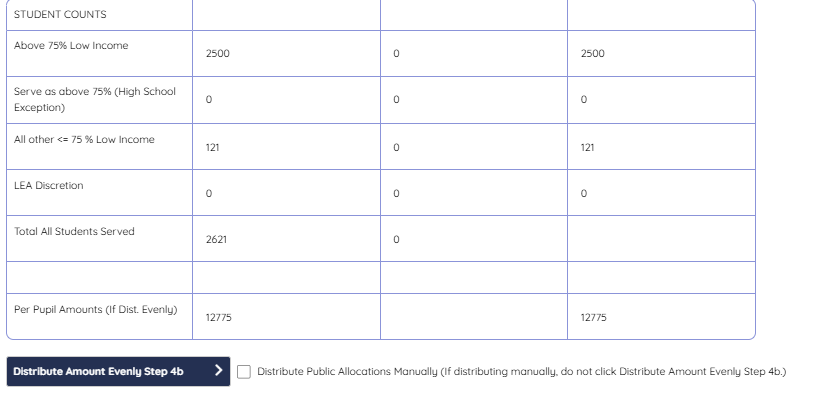 STUDENT COUNTS
Above 75% Low Income 2500 0 2500
Serve as above 75% (High School
Exception) 0 0 0
All other <= 75 % Low Income 121 0 121
LEA Discretion 0 0 0
Total All Students Served 2621 0
Per Pupil Amounts (If Dist. Evenly) 12775 12775
Distribute Amount Evenly Step 4b Distribute Public Allocations Manually (If distributing manually, do not click Distribute Amount Evenly Step 4b.)